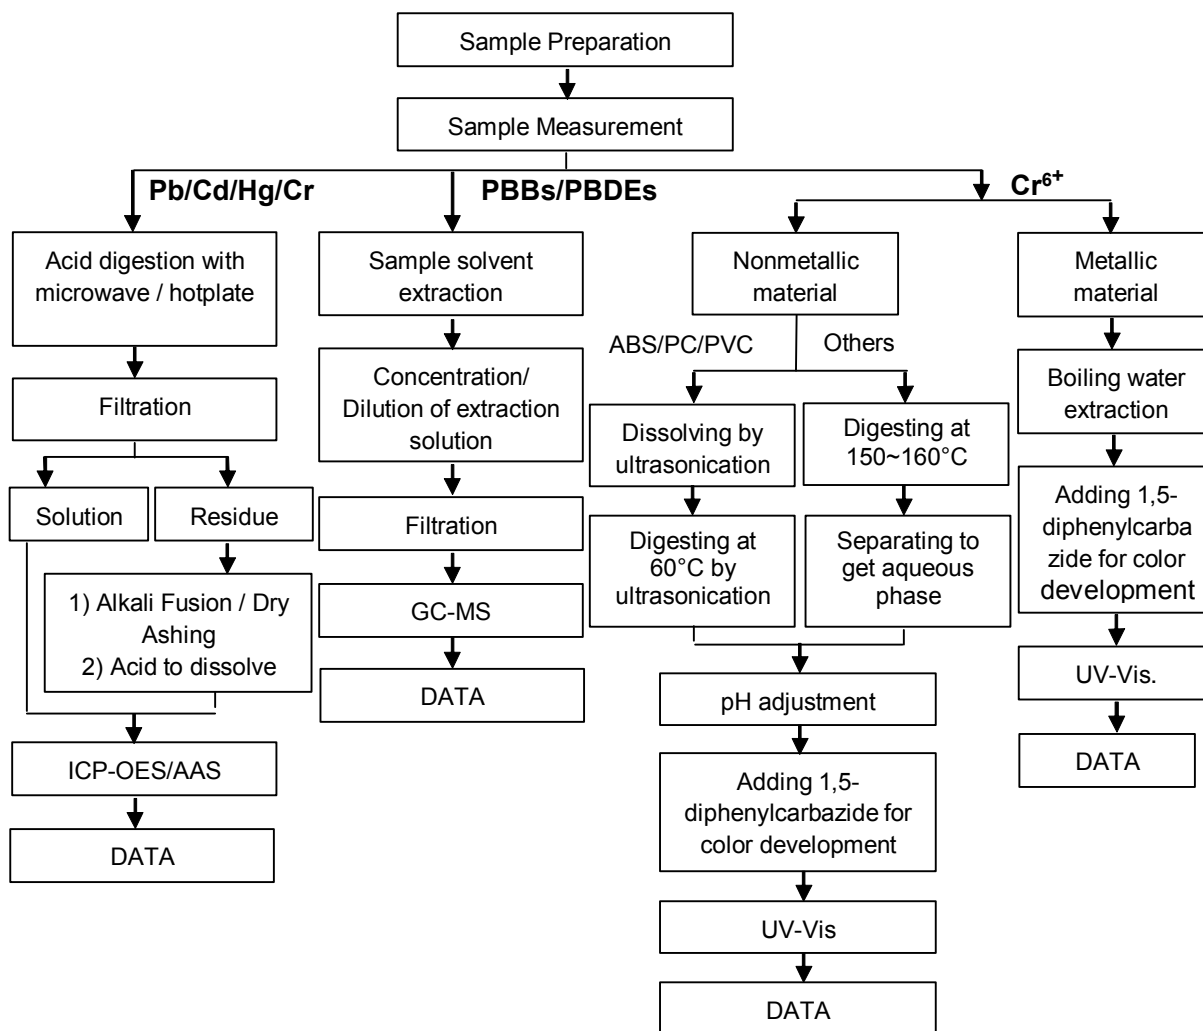 Sample Preparation
Sample Measurement
Pb/Cd/Hg/Cr
PBBs/PBDEs
Cr⁶⁺
Acid digestion with
microwave / hotplate
Filtration
Solution
Residue
1) Alkali Fusion / Dry
Ashing
2) Acid to dissolve
ICP-OES/AAS
DATA
Sample solvent
extraction
Concentration/
Dilution of extraction
solution
Filtration
GC-MS
DATA
Nonmetallic
material
ABS/PC/PVC
Others
Dissolving by
ultrasonication
Digesting at
60°C by
ultrasonication
Digesting at
150~160°C
Separating to
get aqueous
phase
pH adjustment
Adding 1,5-
diphenylcarbazide for
color development
UV-Vis
DATA
Metallic
material
Boiling water
extraction
Adding 1,5-
diphenylcarba
zide for color
development
UV-Vis.
DATA